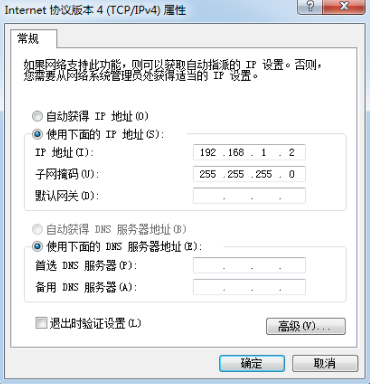 Internet 协议版本 4 (TCP/IPv4) 属性
?
常规
如果网络支持此功能，则可以获取自动指派的 IP 设置。否则，
您需要从网络系统管理员处获得适当的 IP 设置。
自动获得 IP 地址(O)
使用下面的 IP 地址(S):
IP 地址(I): 192 .168 . 1 . 2
子网掩码(U): 255 .255 .255 . 0
默认网关(D): . . .
自动获得 DNS 服务器地址(B)
使用下面的 DNS 服务器地址(E):
首选 DNS 服务器(P): . . .
备用 DNS 服务器(A): . . .
退出时验证设置(L)
高级(V)...
确定 取消